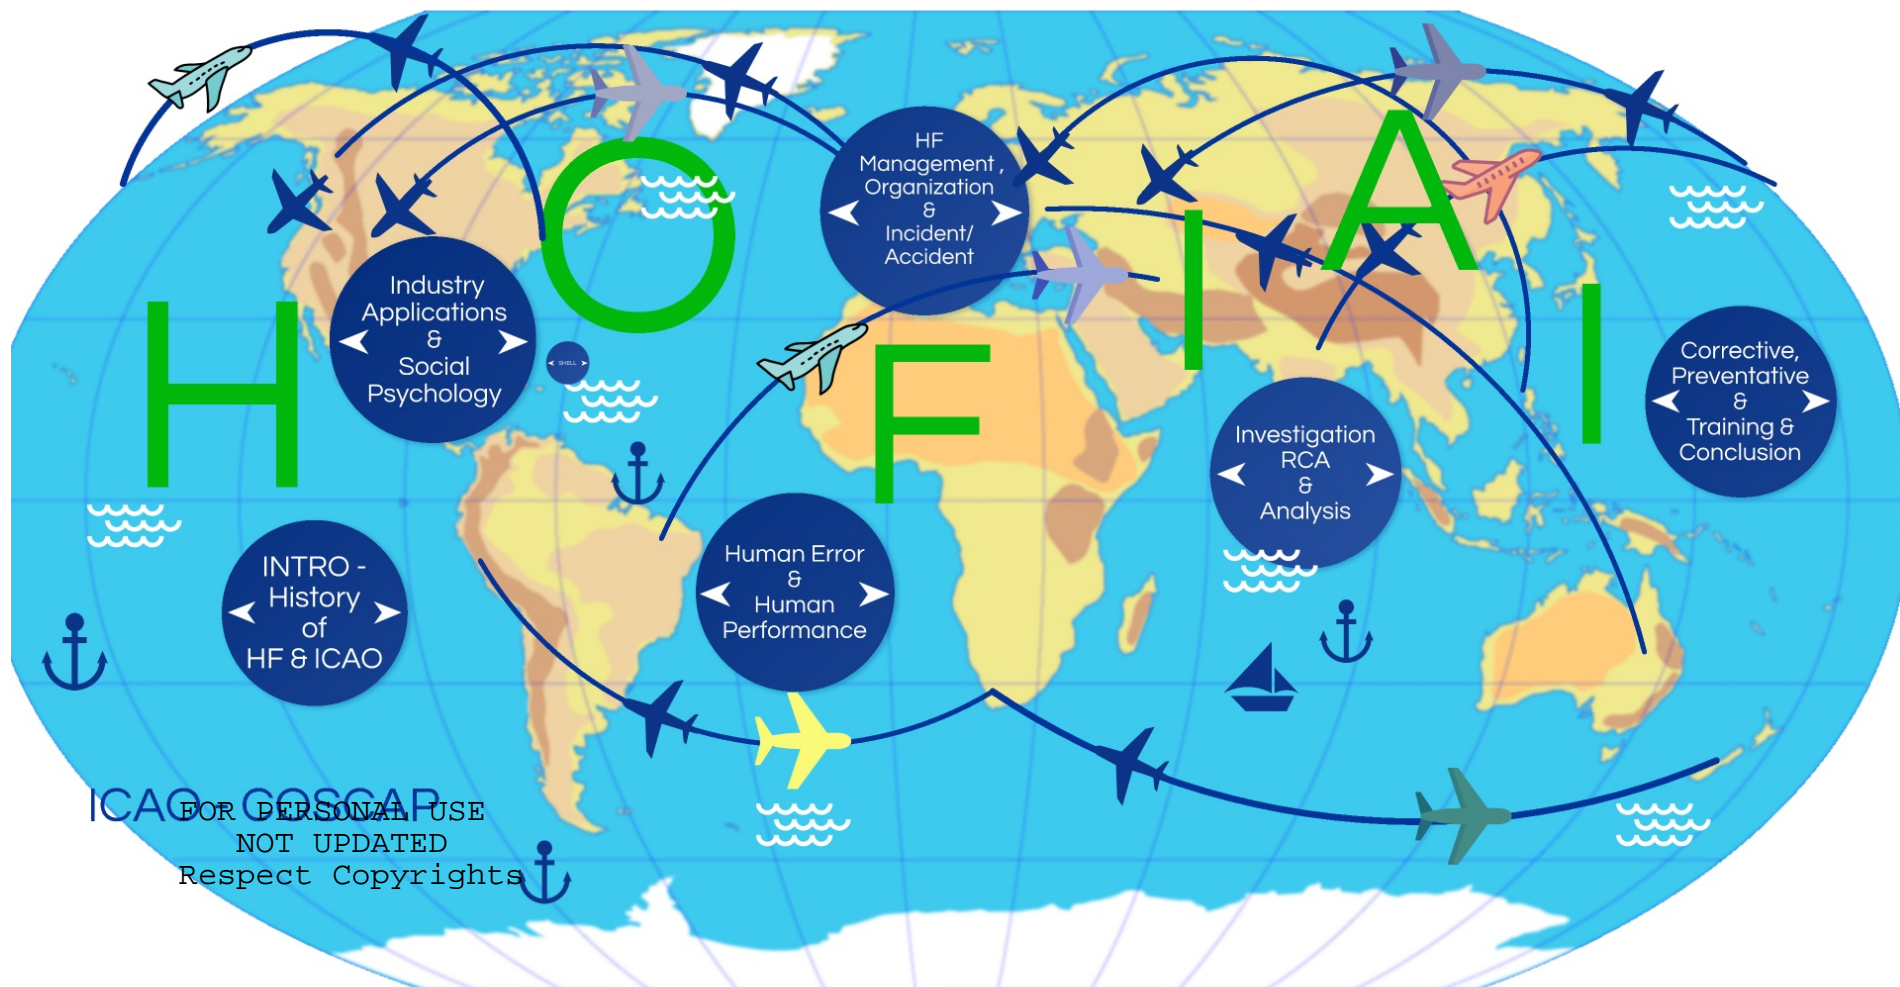 H
O
F
I
A
I
INTRO -
History
of
HF & ICAO
Industry
Applications
&
Social
Psychology
SHELL
Human Error
&
Human
Performance
HF
Management ,
Organization
&
Incident/
Accident
Investigation
RCA
&
Analysis
Corrective,
Preventative
&
Training &
Conclusion
ICAO - COSCAP
FOR PERSONAL USE
NOT UPDATED
Respect Copyrights